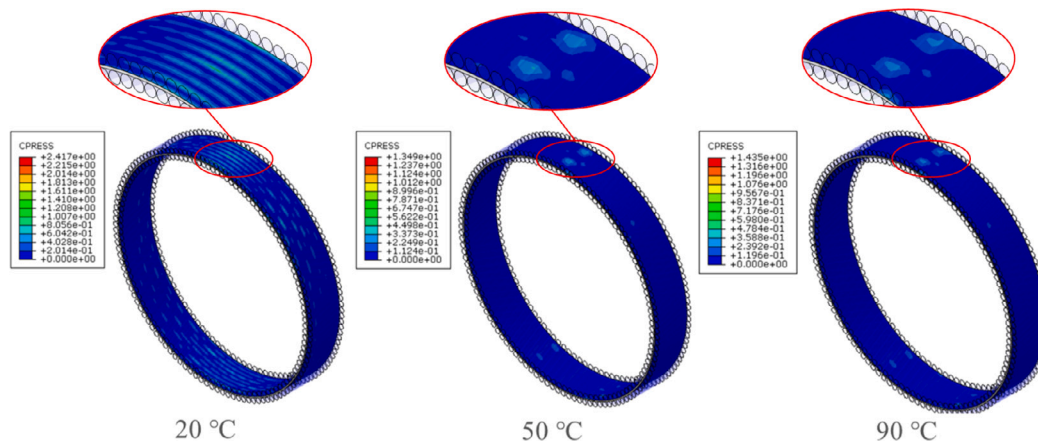 CPRESS
+2.417e+00
+2.215e+00
+2.014e+00
+1.813e+00
+1.611e+00
+1.410e+00
+1.208e+00
+1.007e+00
+8.056e-01
+6.042e-01
+4.028e-01
+2.014e-01
+0.000e+00
CPRESS
+1.349e+00
+1.237e+00
+1.124e+00
+1.012e+00
+8.996e-01
+7.871e-01
+6.747e-01
+5.622e-01
+4.498e-01
+3.373e-01
+2.249e-01
+1.124e-01
+0.000e+00
CPRESS
+1.435e+00
+1.316e+00
+1.196e+00
+1.076e+00
+9.567e-01
+8.371e-01
+7.176e-01
+5.980e-01
+4.784e-01
+3.588e-01
+2.392e-01
+1.196e-01
+0.000e+00
20 °C
50 °C
90 °C